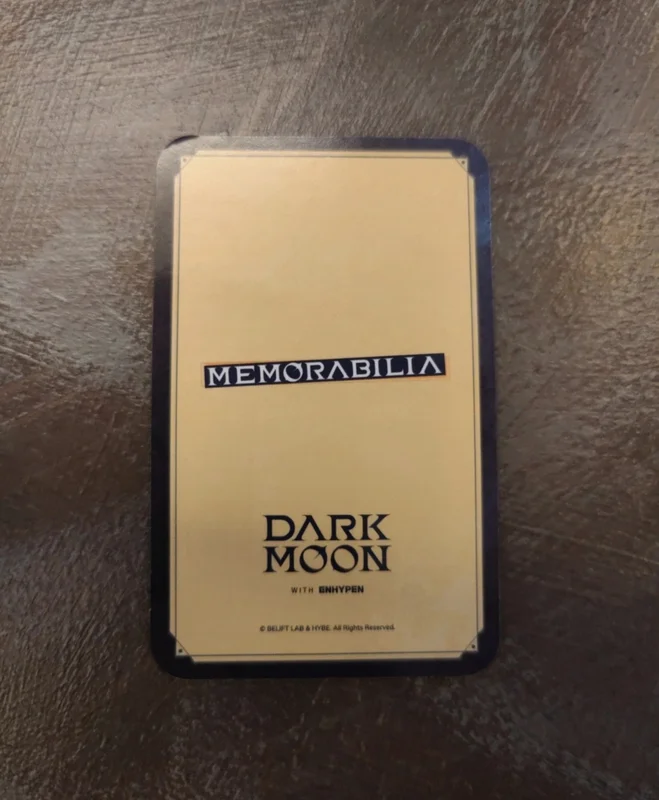 MEMORABILIA
DARK
MOON
WITH ENHYPEN
© BELIFT LAB & HYBE. All Rights Reserved.